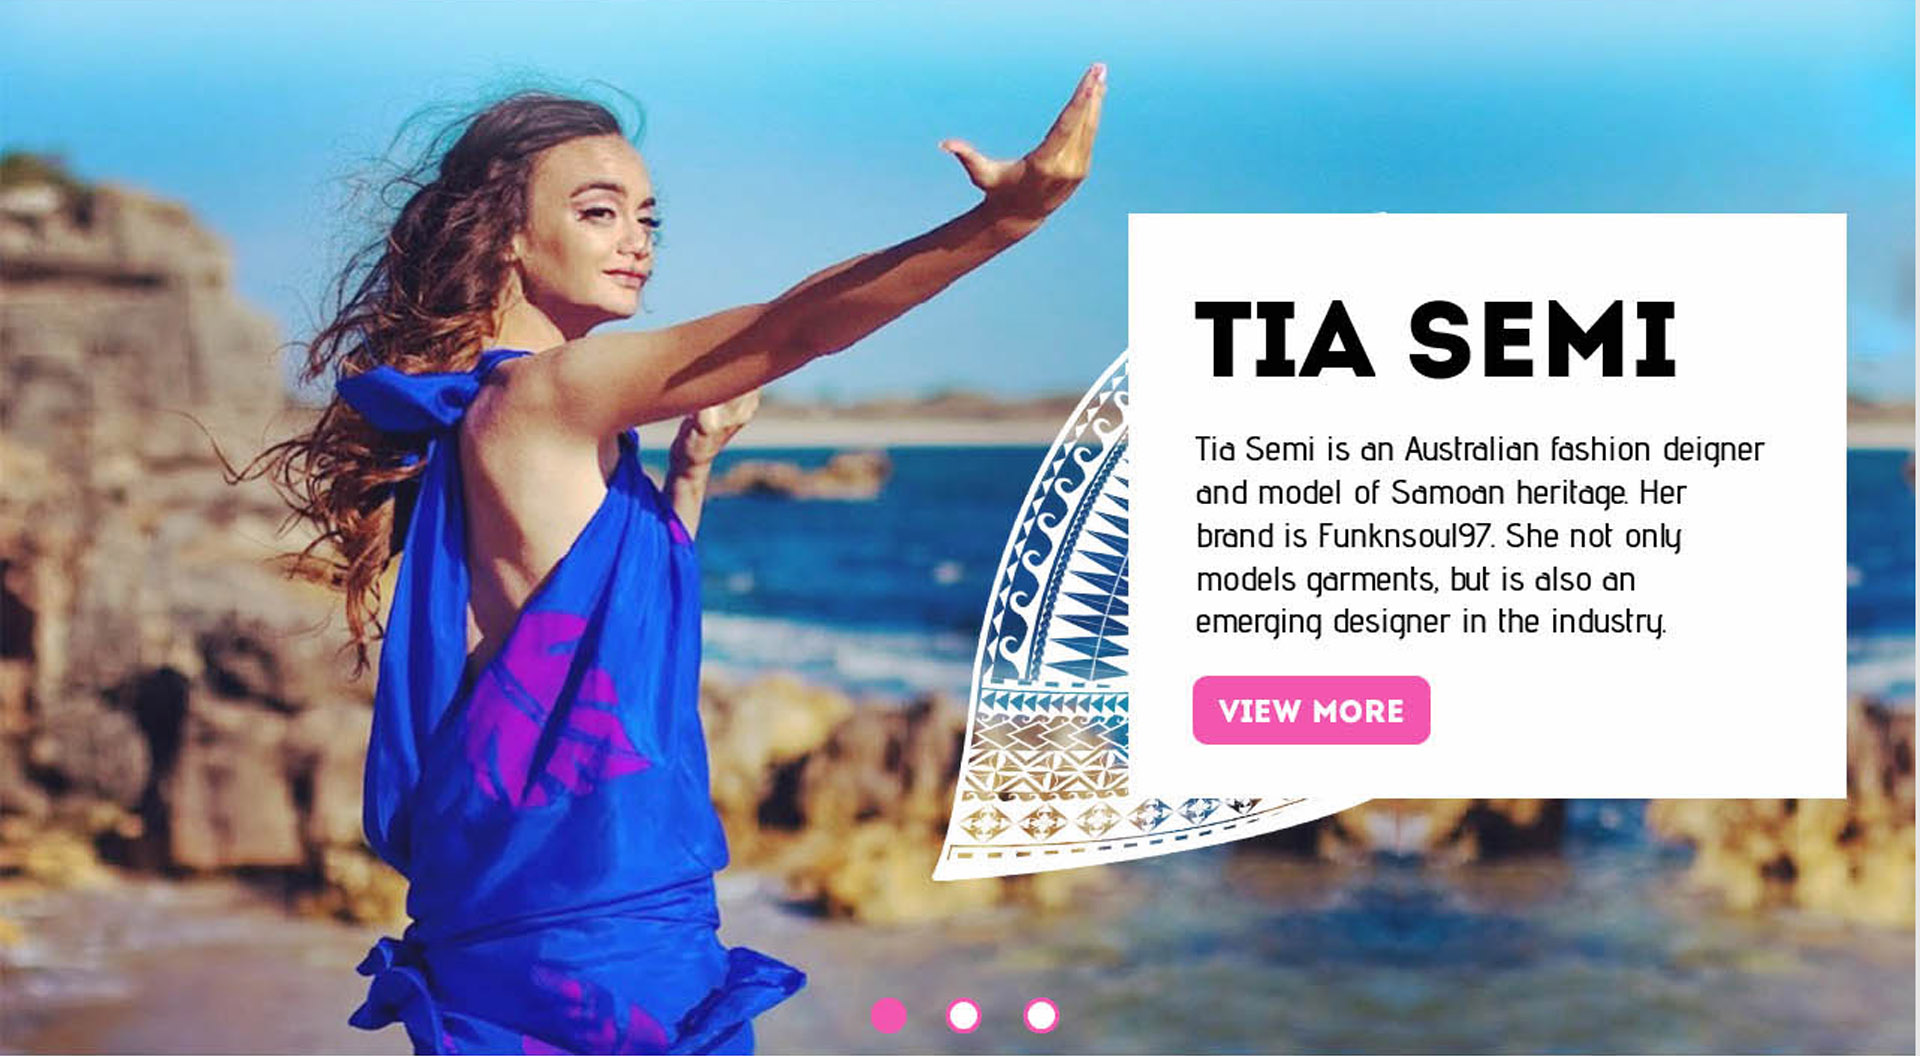 TIA SEMI
Tia Semi is an Australian fashion deigner
and model of Samoan heritage. Her
brand is Funknsoul97. She not only
models garments, but is also an
emerging designer in the industry.
VIEW MORE